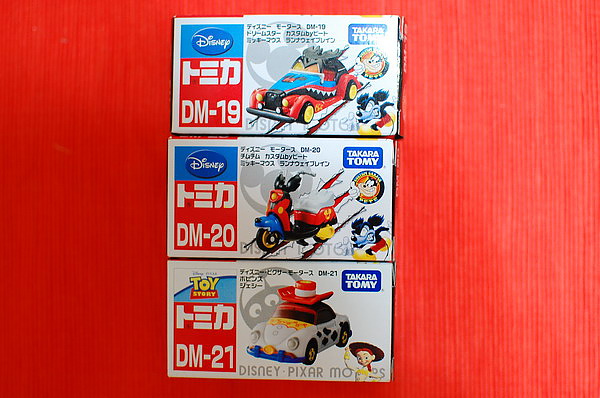 Disney
トミカ
DM-19
ディズニー モータース DM-19
ドリームスター カスタムbyピート
ミッキーマウス ランナウェイブレイン
TAKARA
TOMY
DISNEY MOTORS
Disney
トミカ
DM-20
ディズニー モータース DM-20
チムチム カスタムbyピート
ミッキーマウス ランナウェイブレイン
TAKARA
TOMY
DISNEY MOTORS
Disney PIXAR
TOY
STORY
トミカ
DM-21
ディズニー・ピクサー モータース DM-21
ポピンズ
ジェシー
TAKARA
TOMY
DISNEY・PIXAR MOTORS